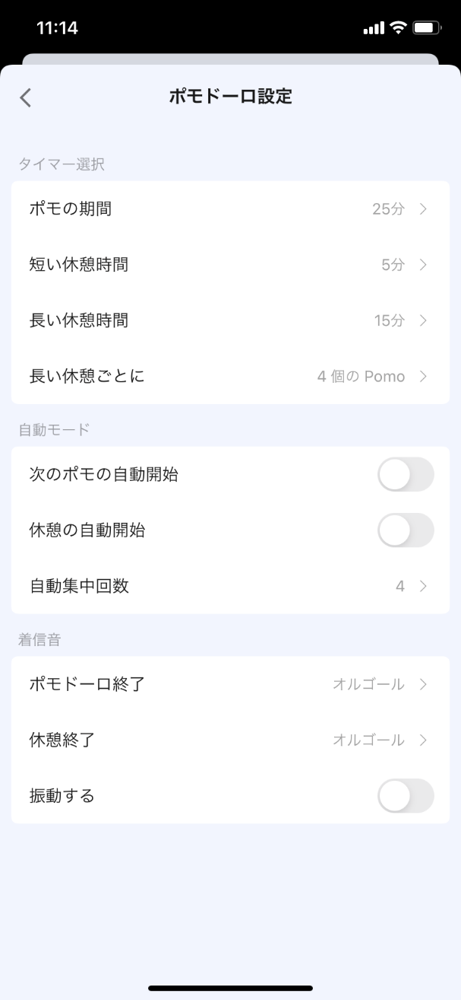 11:14
ポモドーロ設定
タイマー選択
ポモの期間 25分
短い休憩時間 5分
長い休憩時間 15分
長い休憩ごとに 4 個の Pomo
自動モード
次のポモの自動開始
休憩の自動開始
自動集中回数 4
着信音
ポモドーロ終了 オルゴール
休憩終了 オルゴール
振動する